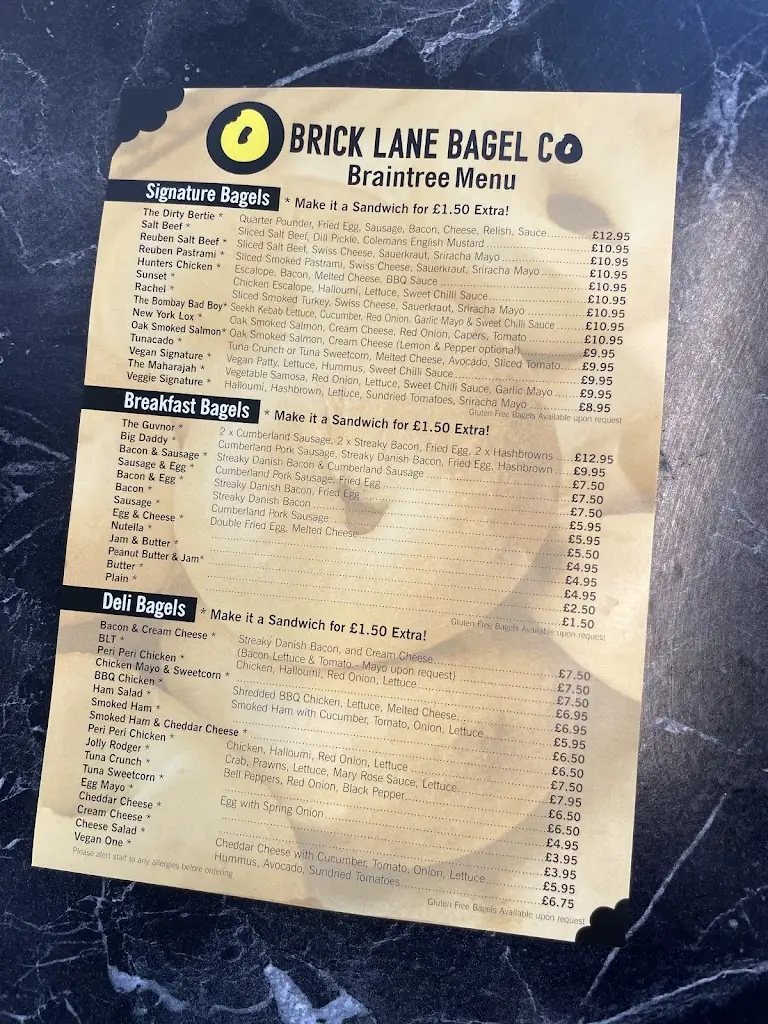 BRICK LANE BAGEL CO
Braintree Menu
Signature Bagels * Make it a Sandwich for £1.50 Extra!
The Dirty Bertie * Quarter Pounder, Fried Egg, Sausage, Bacon, Cheese, Relish, Sauce £12.95
Salt Beef * Sliced Salt Beef, Dill Pickle, Colemans English Mustard £10.95
Reuben Salt Beef * Sliced Salt Beef, Swiss Cheese, Sauerkraut, Sriracha Mayo £10.95
Reuben Pastrami * Sliced Smoked Pastrami, Swiss Cheese, Sauerkraut, Sriracha Mayo £10.95
Hunters Chicken * Escalope, Bacon, Melted Cheese, BBQ Sauce £10.95
Sunset * Chicken Escalope, Halloumi, Lettuce, Sweet Chilli Sauce £10.95
Rachel * Sliced Smoked Turkey, Swiss Cheese, Sauerkraut, Sriracha Mayo £10.95
The Bombay Bad Boy* Seekh Kebab Lettuce, Cucumber, Red Onion, Garlic Mayo & Sweet Chilli Sauce £10.95
New York Lox * Oak Smoked Salmon, Cream Cheese, Red Onion, Capers, Tomato £10.95
Oak Smoked Salmon* Oak Smoked Salmon, Cream Cheese (Lemon & Pepper optional) £9.95
Tunacado * Tuna Crunch or Tuna Sweetcorn, Melted Cheese, Avocado, Sliced Tomato £9.95
Vegan Signature * Vegan Patty, Lettuce, Hummus, Sweet Chilli Sauce £9.95
The Maharajah * Vegetable Samosa, Red Onion, Lettuce, Sweet Chilli Sauce, Garlic Mayo £9.95
Veggie Signature * Halloumi, Hashbrown, Lettuce, Sundried Tomatoes, Sriracha Mayo £8.95
Gluten Free Bagels Available upon request
Breakfast Bagels * Make it a Sandwich for £1.50 Extra!
The Guvnor * 2 x Cumberland Sausage, 2 x Streaky Bacon, Fried Egg, 2 x Hashbrowns £12.95
Big Daddy * Cumberland Pork Sausage, Streaky Danish Bacon, Fried Egg, Hashbrown £9.95
Bacon & Sausage * Streaky Danish Bacon & Cumberland Sausage £7.50
Sausage & Egg * Cumberland Pork Sausage, Fried Egg £7.50
Bacon & Egg * Streaky Danish Bacon, Fried Egg £7.50
Bacon * Streaky Danish Bacon £5.95
Sausage * Cumberland Pork Sausage £5.95
Egg & Cheese * Double Fried Egg, Melted Cheese £5.50
Nutella * £4.95
Jam & Butter * £4.95
Peanut Butter & Jam* £4.95
Butter * £2.50
Plain * £1.50
Gluten Free Bagels Available upon request
Deli Bagels * Make it a Sandwich for £1.50 Extra!
Bacon & Cream Cheese * Streaky Danish Bacon, and Cream Cheese £7.50
BLT * (Bacon Lettuce & Tomato - Mayo upon request) £7.50
Peri Peri Chicken * Chicken, Halloumi, Red Onion, Lettuce £7.50
Chicken Mayo & Sweetcorn * £6.95
BBQ Chicken * Shredded BBQ Chicken, Lettuce, Melted Cheese £6.95
Ham Salad * Smoked Ham with Cucumber, Tomato, Onion, Lettuce £5.95
Smoked Ham * £6.50
Smoked Ham & Cheddar Cheese * £6.50
Peri Peri Chicken * Chicken, Halloumi, Red Onion, Lettuce £7.50
Jolly Rodger * Crab, Prawns, Lettuce, Mary Rose Sauce, Lettuce £7.95
Tuna Crunch * Bell Peppers, Red Onion, Black Pepper £6.50
Tuna Sweetcorn * £6.50
Egg Mayo * Egg with Spring Onion £4.95
Cheddar Cheese * £3.95
Cream Cheese * £3.95
Cheese Salad * Cheddar Cheese with Cucumber, Tomato, Onion, Lettuce £5.95
Vegan One * Hummus, Avocado, Sundried Tomatoes £6.75
Please alert staff to any allergies before ordering
Gluten Free Bagels Available upon request